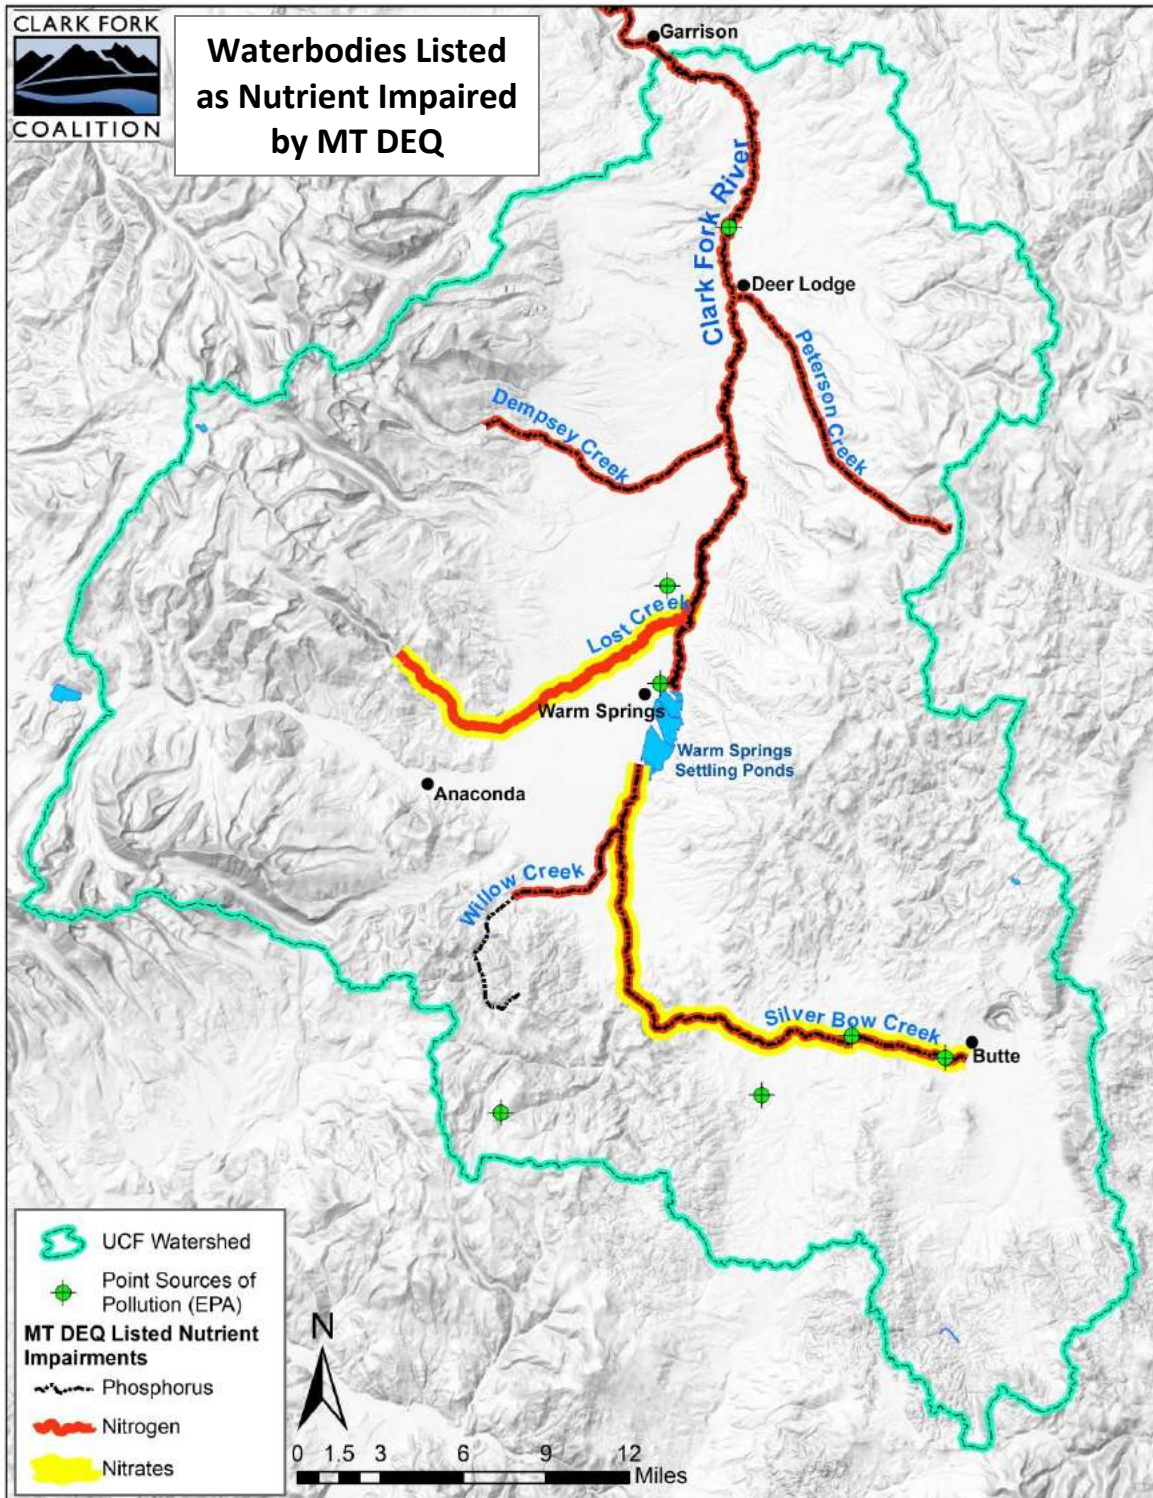 CLARK FORK
COALITION
Waterbodies Listed
as Nutrient Impaired
by MT DEQ
Garrison
Clark Fork River
Deer Lodge
Peterson Creek
Dempsey Creek
Lost Creek
Warm Springs
Warm Springs
Settling Ponds
Anaconda
Willow Creek
Silver Bow Creek
Butte
UCF Watershed
Point Sources of
Pollution (EPA)
MT DEQ Listed Nutrient
Impairments
Phosphorus
Nitrogen
Nitrates
N
0 1.5 3 6 9 12
Miles